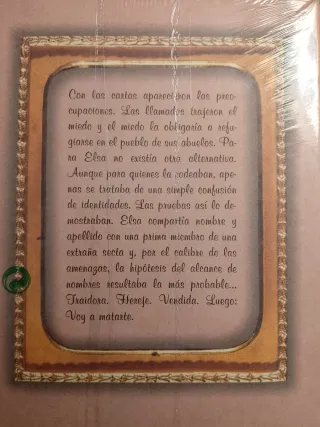 Con las cartas aparecieron las preo-
cupaciones. Las llamadas trajeron el
miedo y el miedo la obligaría a refu-
giarse en el pueblo de sus abuelos. Pa-
ra Elsa no existía otra alternativa.
Aunque para quienes la rodeaban, ape-
nas se trataba de una simple confusión
de identidades. Las pruebas así lo de-
mostraban. Elsa compartía nombre y
apellido con una prima miembro de una
extraña secta y, por el calibre de las
amenazas, la hipótesis del alcance de
nombres resultaba la más probable...
Traidora. Hereje. Vendida. Luego:
Voy a matarte.